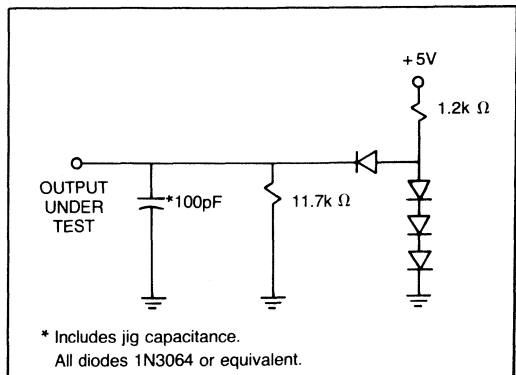 +5V
1.2k Ω
OUTPUT
UNDER
TEST
*100pF
11.7k Ω
* Includes jig capacitance.
All diodes 1N3064 or equivalent.